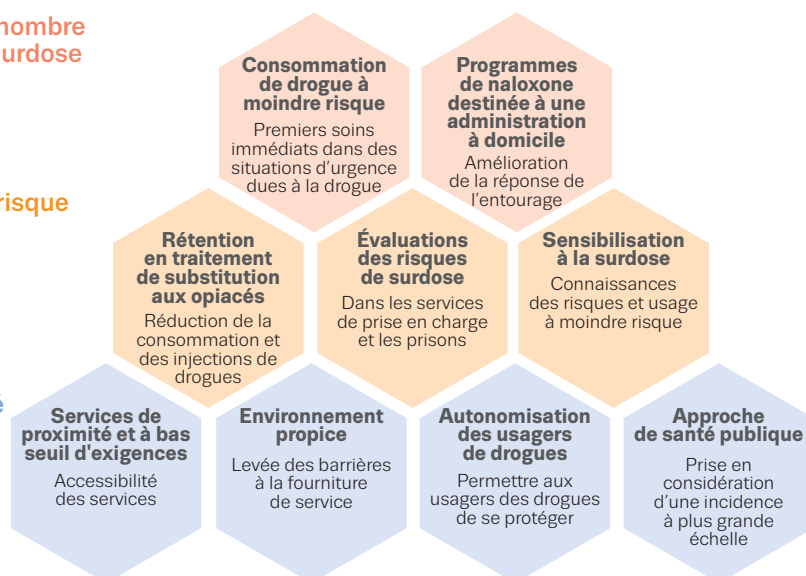 nombre
urdose
Consommation
de drogue à
moindre risque
Premiers soins
immédiats dans des
situations d'urgence
dues à la drogue
Programmes
de naloxone
destinée à une
administration
à domicile
Amélioration
de la réponse de
l'entourage
risque
Rétention
en traitement
de substitution
aux opiacés
Réduction de la
consommation et
des injections de
drogues
Évaluations
des risques
de surdose
Dans les services
de prise en charge
et les prisons
Sensibilisation
à la surdose
Connaissances
des risques et usage
à moindre risque
é
Services de
proximité et à bas
seuil d'exigences
Accessibilité
des services
Environnement
propice
Levée des barrières
à la fourniture
de service
Autonomisation
des usagers
de drogues
Permettre aux
usagers des drogues
de se protéger
Approche
de santé publique
Prise en
considération
d'une incidence
à plus grande
échelle